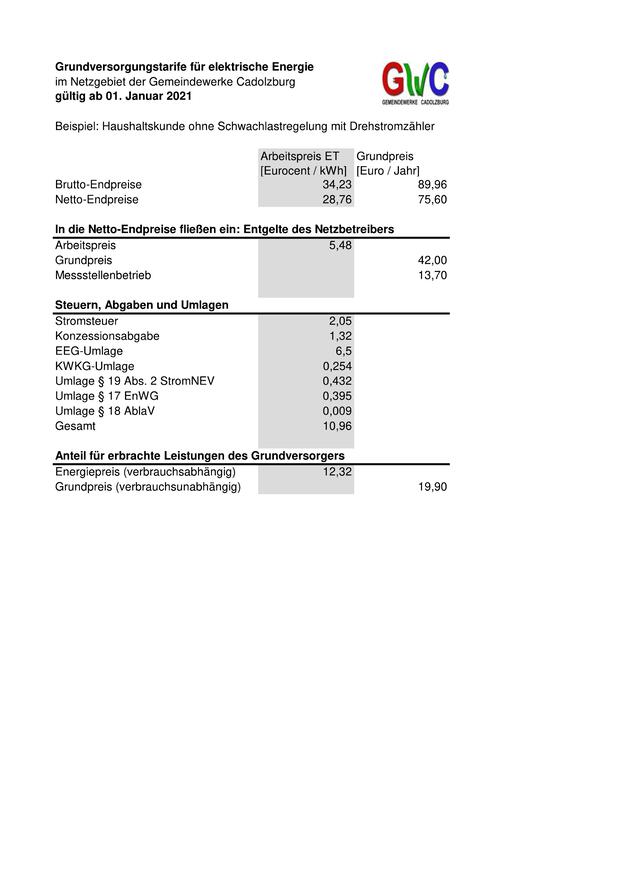 Grundversorgungstarife für elektrische Energie
im Netzgebiet der Gemeindewerke Cadolzburg
gültig ab 01. Januar 2021
GWC
GEMEINDEWERKE CADOLZBURG
Beispiel: Haushaltskunde ohne Schwachlastregelung mit Drehstromzähler
Arbeitspreis ET Grundpreis
[Eurocent / kWh] [Euro / Jahr]
Brutto-Endpreise 34,23 89,96
Netto-Endpreise 28,76 75,60
In die Netto-Endpreise fließen ein: Entgelte des Netzbetreibers
Arbeitspreis 5,48
Grundpreis 42,00
Messstellenbetrieb 13,70
Steuern, Abgaben und Umlagen
Stromsteuer 2,05
Konzessionsabgabe 1,32
EEG-Umlage 6,5
KWKG-Umlage 0,254
Umlage § 19 Abs. 2 StromNEV 0,432
Umlage § 17 EnWG 0,395
Umlage § 18 AblaV 0,009
Gesamt 10,96
Anteil für erbrachte Leistungen des Grundversorgers
Energiepreis (verbrauchsabhängig) 12,32
Grundpreis (verbrauchsunabhängig) 19,90